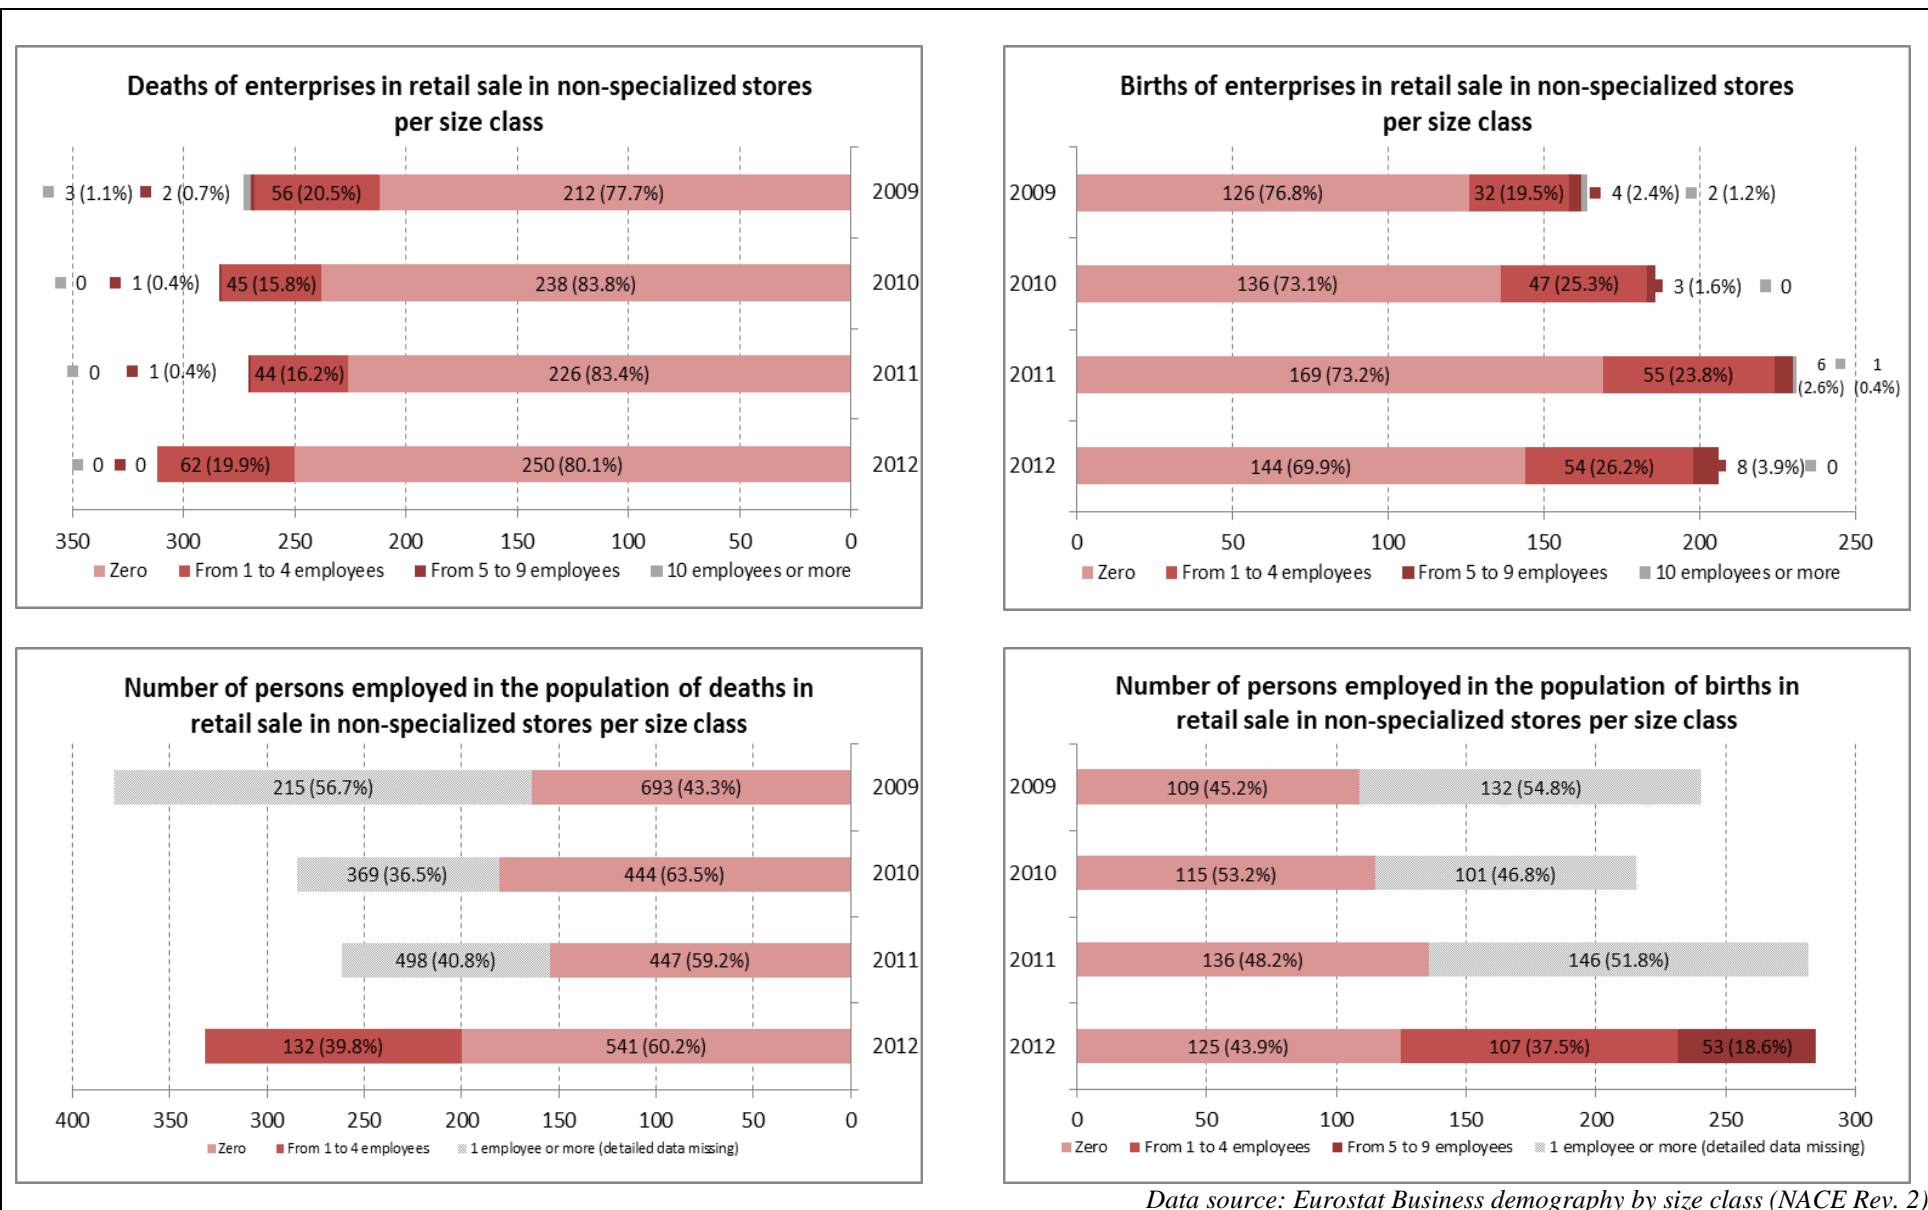 Deaths of enterprises in retail sale in non-specialized stores
per size class
3 (1.1%) 2 (0.7%) 56 (20.5%) 212 (77.7%) 2009
0 1 (0.4%) 45 (15.8%) 238 (83.8%) 2010
0 1 (0.4%) 44 (16.2%) 226 (83.4%) 2011
0 0 62 (19.9%) 250 (80.1%) 2012
350 300 250 200 150 100 50 0
Zero From 1 to 4 employees From 5 to 9 employees 10 employees or more
Births of enterprises in retail sale in non-specialized stores
per size class
2009 126 (76.8%) 32 (19.5%) 4 (2.4%) 2 (1.2%)
2010 136 (73.1%) 47 (25.3%) 3 (1.6%) 0
2011 169 (73.2%) 55 (23.8%) 6 1
(2.6%) (0.4%)
2012 144 (69.9%) 54 (26.2%) 8 (3.9%) 0
0 50 100 150 200 250
Zero From 1 to 4 employees From 5 to 9 employees 10 employees or more
Number of persons employed in the population of deaths in
retail sale in non-specialized stores per size class
215 (56.7%) 693 (43.3%) 2009
369 (36.5%) 444 (63.5%) 2010
498 (40.8%) 447 (59.2%) 2011
132 (39.8%) 541 (60.2%) 2012
400 350 300 250 200 150 100 50 0
Zero From 1 to 4 employees 1 employee or more (detailed data missing)
Number of persons employed in the population of births in
retail sale in non-specialized stores per size class
2009 109 (45.2%) 132 (54.8%)
2010 115 (53.2%) 101 (46.8%)
2011 136 (48.2%) 146 (51.8%)
2012 125 (43.9%) 107 (37.5%) 53 (18.6%)
0 50 100 150 200 250 300
Zero From 1 to 4 employees From 5 to 9 employees 1 employee or more (detailed data missing)
Data source: Eurostat Business demography by size class (NACE Rev. 2)